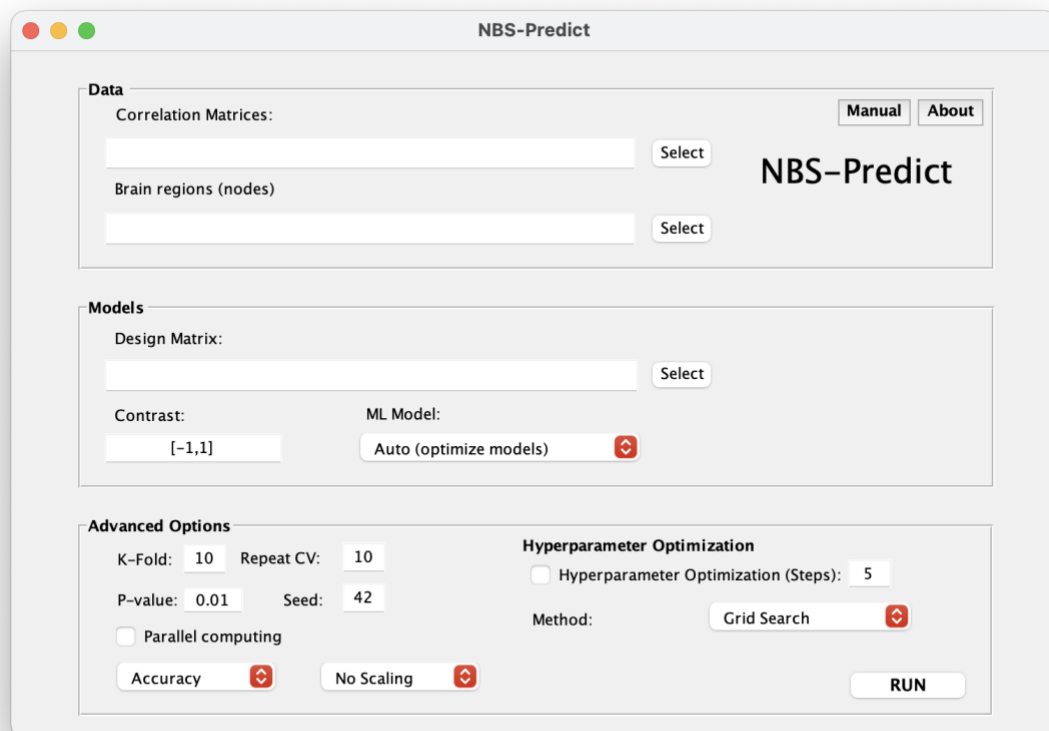 NBS-Predict
Data
Correlation Matrices:
Manual About
Select
NBS-Predict
Brain regions (nodes)
Select
Models
Design Matrix:
Select
Contrast: ML Model:
[-1,1] Auto (optimize models)
Advanced Options
K-Fold: 10 Repeat CV: 10
P-value: 0.01 Seed: 42
Parallel computing
Accuracy No Scaling
Hyperparameter Optimization
Hyperparameter Optimization (Steps): 5
Method: Grid Search
RUN